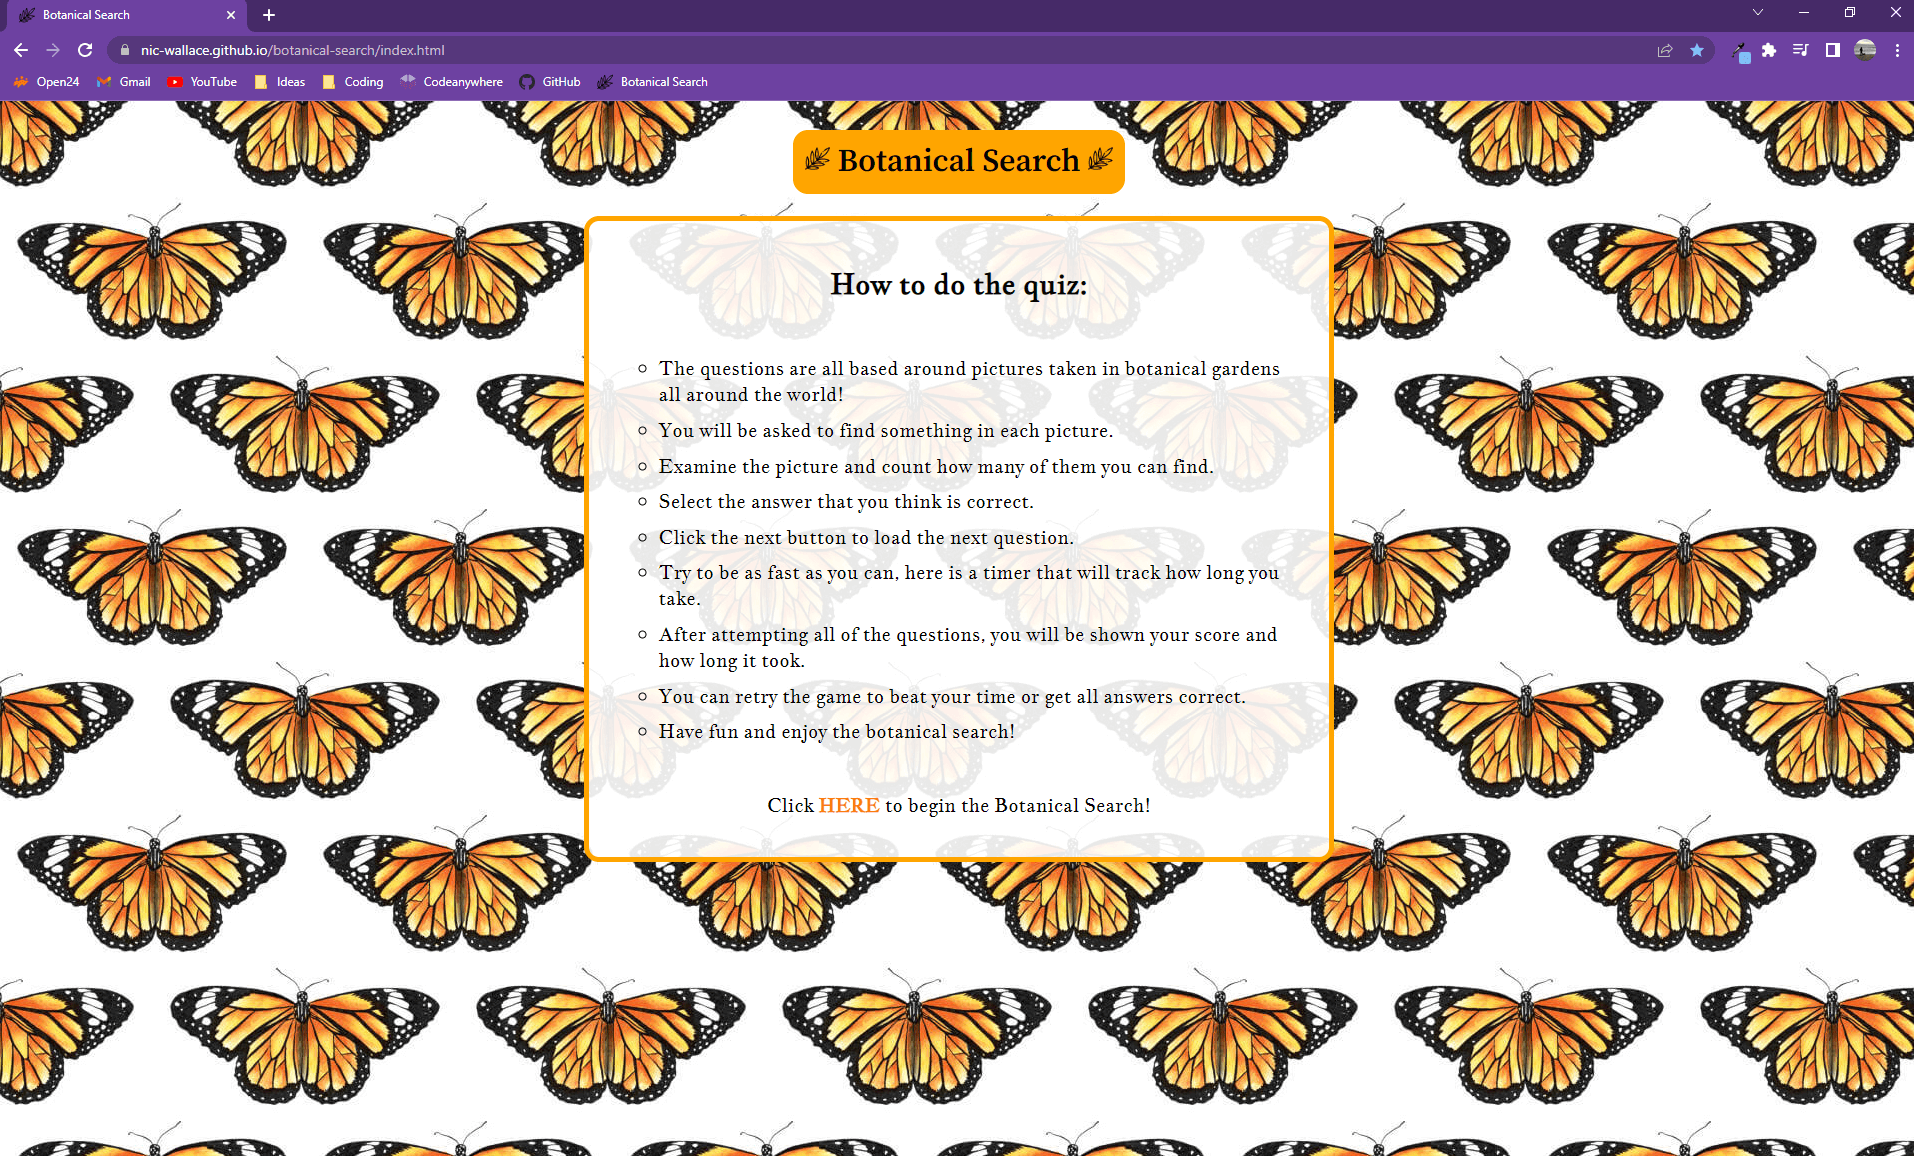 Botanical Search
nic-wallace.github.io/botanical-search/index.html
Open24 Gmail YouTube Ideas Coding Codeanywhere GitHub Botanical Search
Botanical Search
How to do the quiz:
The questions are all based around pictures taken in botanical gardens
all around the world!
You will be asked to find something in each picture.
Examine the picture and count how many of them you can find.
Select the answer that you think is correct.
Click the next button to load the next question.
Try to be as fast as you can, here is a timer that will track how long you
take.
After attempting all of the questions, you will be shown your score and
how long it took.
You can retry the game to beat your time or get all answers correct.
Have fun and enjoy the botanical search!
Click HERE to begin the Botanical Search!